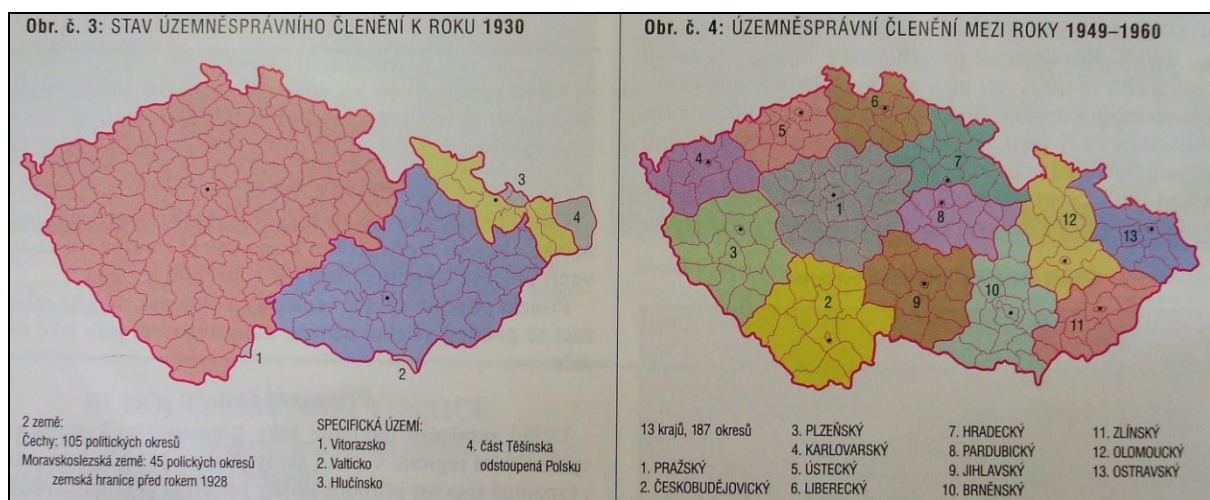 Obr. č. 3: STAV ÚZEMNĚSPRÁVNÍHO ČLENĚNÍ K ROKU 1930
3
4
1
2
2 země:
Čechy: 105 politických okresů
Moravskoslezská země: 45 polických okresů
zemská hranice před rokem 1928
SPECIFICKÁ ÚZEMÍ:
1. Vitorazsko
2. Valticko
3. Hlučínsko
4. část Těšínska
odstoupená Polsku
Obr. č. 4: ÚZEMNĚSPRÁVNÍ ČLENĚNÍ MEZI ROKY 1949–1960
6
5
4
7
1
8
12
3
13
2
9
10
11
13 krajů, 187 okresů
1. PRAŽSKÝ
2. ČESKOBUDĚJOVICKÝ
3. PLZEŇSKÝ
4. KARLOVARSKÝ
5. ÚSTECKÝ
6. LIBERECKÝ
7. HRADECKÝ
8. PARDUBICKÝ
9. JIHLAVSKÝ
10. BRNĚNSKÝ
11. ZLÍNSKÝ
12. OLOMOUCKÝ
13. OSTRAVSKÝ